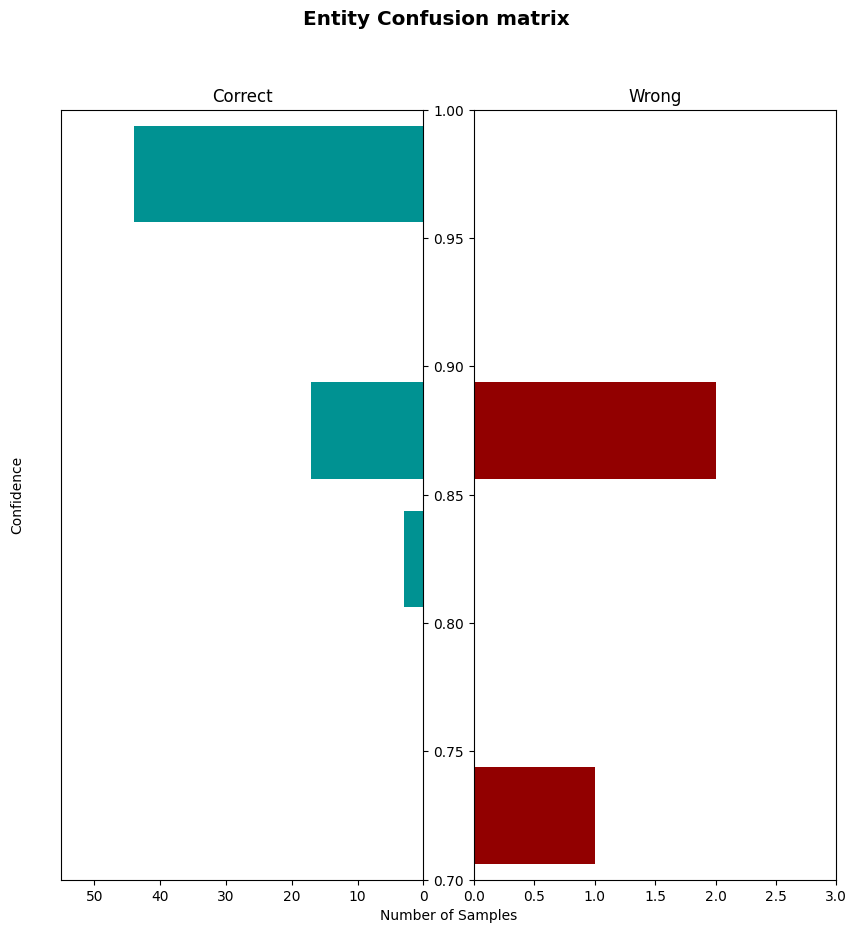 Entity Confusion matrix
Correct
Wrong
Confidence
1.00
0.95
0.90
0.85
0.80
0.75
0.70
50 40 30 20 10 0
0.0 0.5 1.0 1.5 2.0 2.5 3.0
Number of Samples